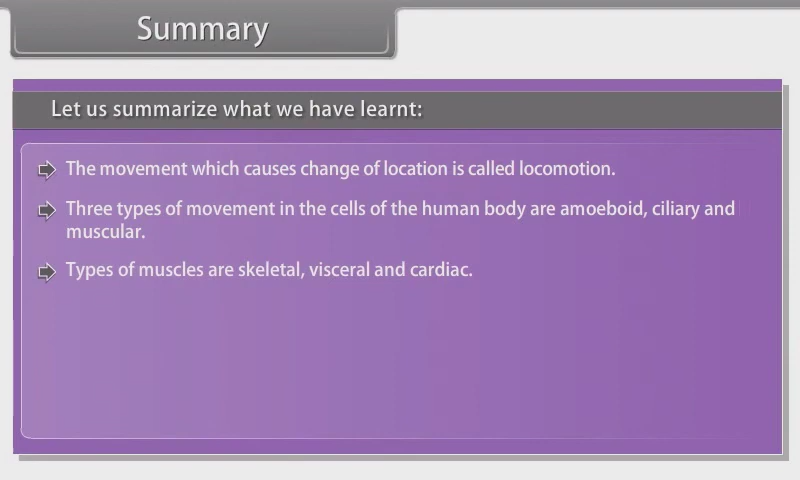 Summary
Let us summarize what we have learnt:
The movement which causes change of location is called locomotion.
Three types of movement in the cells of the human body are amoeboid, ciliary and
muscular.
Types of muscles are skeletal, visceral and cardiac.